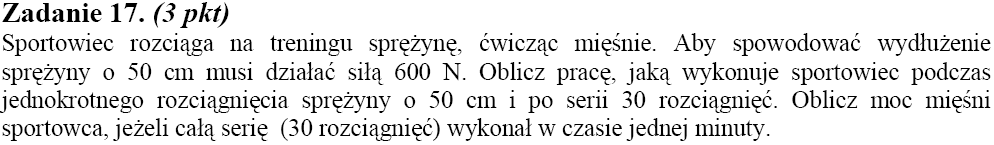 Zadanie 17. (3 pkt)
Sportowiec rozciąga na treningu sprężynę, ćwicząc mięśnie. Aby spowodować wydłużenie
sprężyny o 50 cm musi działać siłą 600 N. Oblicz pracę, jaką wykonuje sportowiec podczas
jednokrotnego rozciągnięcia sprężyny o 50 cm i po serii 30 rozciągnięć. Oblicz moc mięśni
sportowca, jeżeli całą serię (30 rozciągnięć) wykonał w czasie jednej minuty.